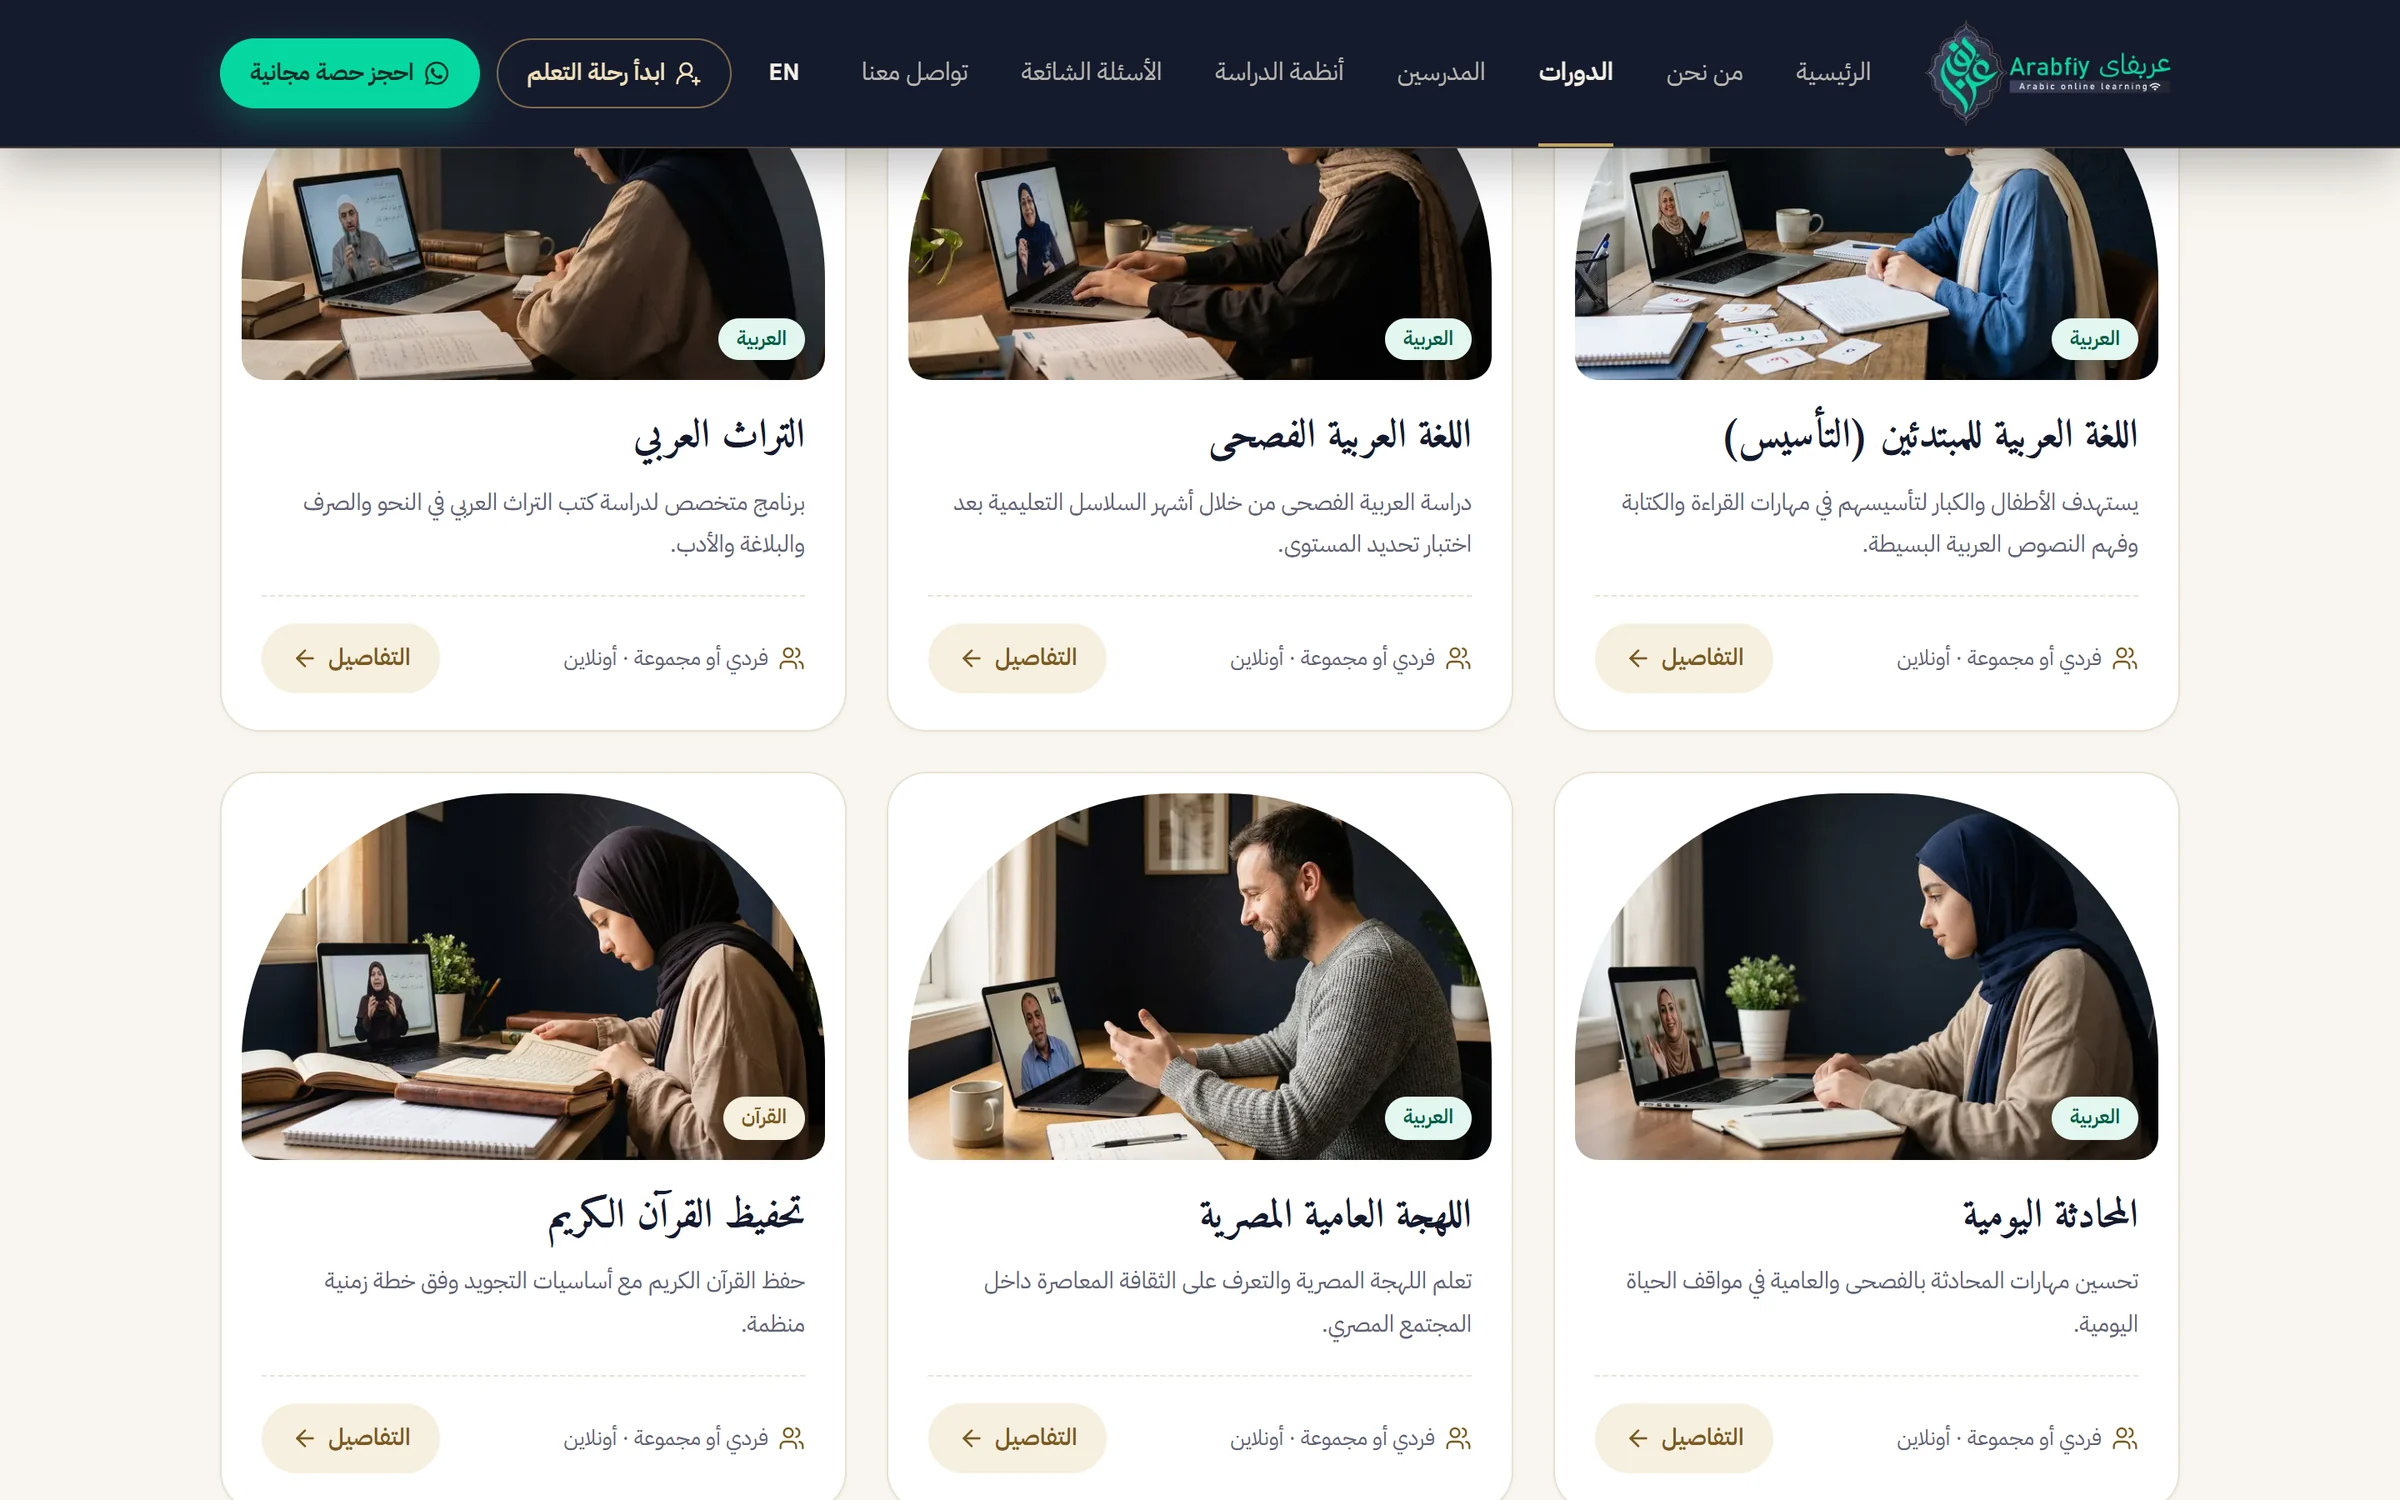 عربفاى Arabfiy
Arabic online learning
الرئيسية
من نحن
الدورات
المدرسين
أنظمة الدراسة
الأسئلة الشائعة
تواصل معنا
EN
ابدأ رحلة التعلم
احجز حصة مجانية
العربية
اللغة العربية للمبتدئين (التأسيس)
يستهدف الأطفال والكبار لتأسيسهم في مهارات القراءة والكتابة
وفهم النصوص العربية البسيطة.
فردي أو مجموعة · أونلاين
التفاصيل
العربية
اللغة العربية الفصحى
دراسة العربية الفصحى من خلال أشهر السلاسل التعليمية بعد
اختبار تحديد المستوى.
فردي أو مجموعة · أونلاين
التفاصيل
العربية
التراث العربي
برنامج متخصص لدراسة كتب التراث العربي في النحو والصرف
والبلاغة والأدب.
فردي أو مجموعة · أونلاين
التفاصيل
العربية
المحادثة اليومية
تحسين مهارات المحادثة بالفصحى والعامية في مواقف الحياة
اليومية.
فردي أو مجموعة · أونلاين
التفاصيل
العربية
اللهجة العامية المصرية
تعلم اللهجة المصرية والتعرف على الثقافة المعاصرة داخل
المجتمع المصري.
فردي أو مجموعة · أونلاين
التفاصيل
القرآن
تحفيظ القرآن الكريم
حفظ القرآن الكريم مع أساسيات التجويد وفق خطة زمنية
منظمة.
فردي أو مجموعة · أونلاين
التفاصيل